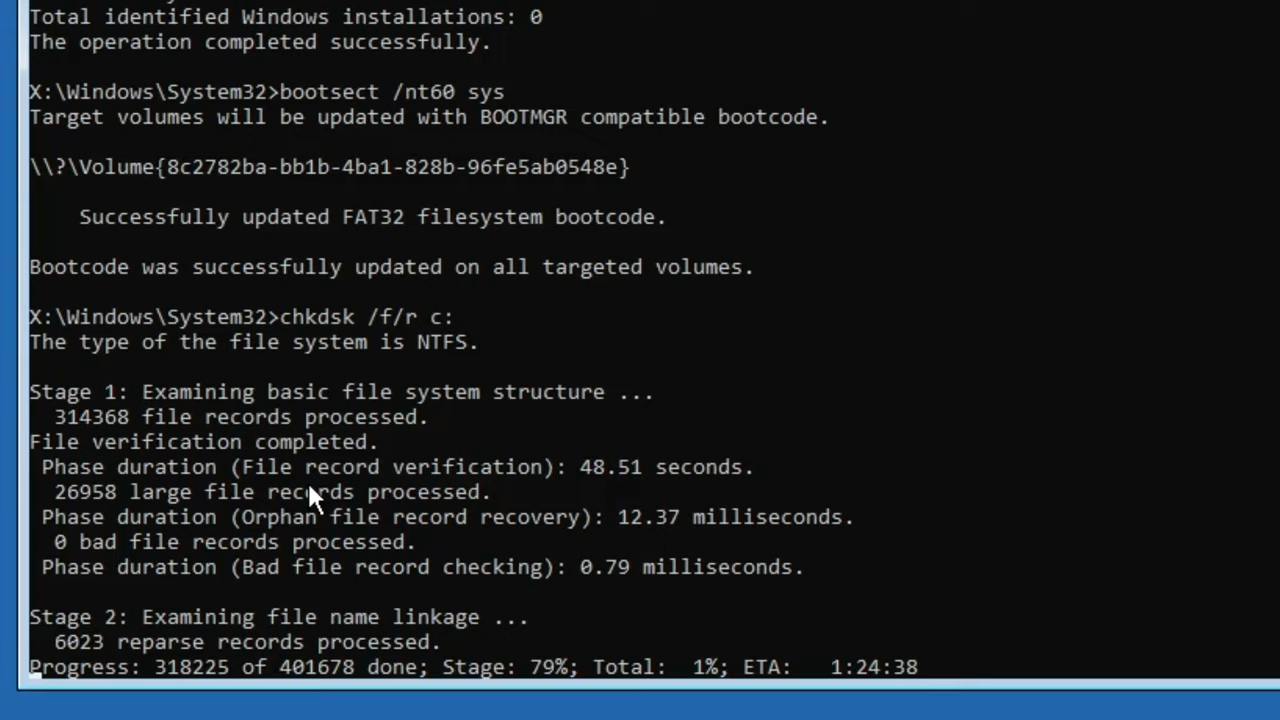 Total identified Windows installations: 0
The operation completed successfully.
X:\Windows\System32>bootsect /nt60 sys
Target volumes will be updated with BOOTMGR compatible bootcode.
\\?\Volume{8c2782ba-bb1b-4ba1-828b-96fe5ab0548e}
Successfully updated FAT32 filesystem bootcode.
Bootcode was successfully updated on all targeted volumes.
X:\Windows\System32>chkdsk /f/r c:
The type of the file system is NTFS.
Stage 1: Examining basic file system structure ...
314368 file records processed.
File verification completed.
Phase duration (File record verification): 48.51 seconds.
26958 large file records processed.
Phase duration (Orphan file record recovery): 12.37 milliseconds.
0 bad file records processed.
Phase duration (Bad file record checking): 0.79 milliseconds.
Stage 2: Examining file name linkage ...
6023 reparse records processed.
Progress: 318225 of 401678 done; Stage: 79%; Total:  1%; ETA:   1:24:38